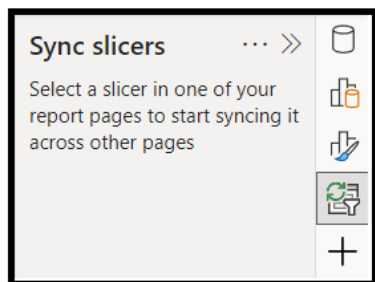 Sync slicers
Select a slicer in one of your
report pages to start syncing it
across other pages